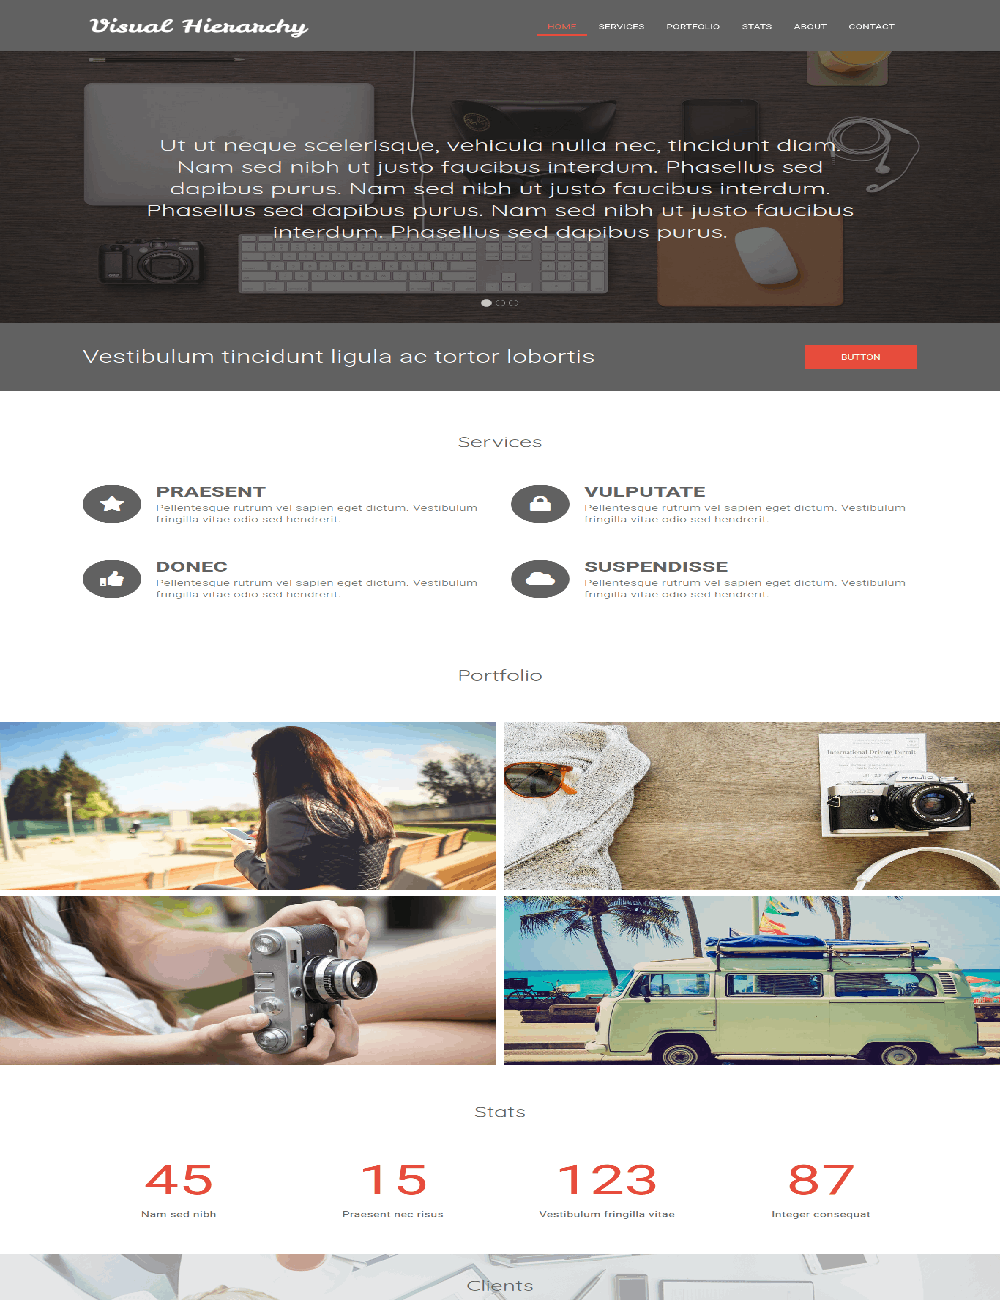 Visual Hierarchy
HOME SERVICES PORTFOLIO STATS ABOUT CONTACT
Ut ut neque scelerisque, vehicula nulla nec, tincidunt diam.
Nam sed nibh ut justo faucibus interdum. Phasellus sed
dapibus purus. Nam sed nibh ut justo faucibus interdum.
Phasellus sed dapibus purus. Nam sed nibh ut justo faucibus
interdum. Phasellus sed dapibus purus.
Vestibulum tincidunt ligula ac tortor lobortis
BUTTON
Services
PRAESENT
Pellentesque rutrum vel sapien eget dictum. Vestibulum
fringilla vitae odio sed hendrerit.
VULPUTATE
Pellentesque rutrum vel sapien eget dictum. Vestibulum
fringilla vitae odio sed hendrerit.
DONEC
Pellentesque rutrum vel sapien eget dictum. Vestibulum
fringilla vitae odio sed hendrerit.
SUSPENDISSE
Pellentesque rutrum vel sapien eget dictum. Vestibulum
fringilla vitae odio sed hendrerit.
Portfolio
International Driving Permit
Stats
45
Nam sed nibh
15
Praesent nec risus
123
Vestibulum fringilla vitae
87
Integer consequat
Clients